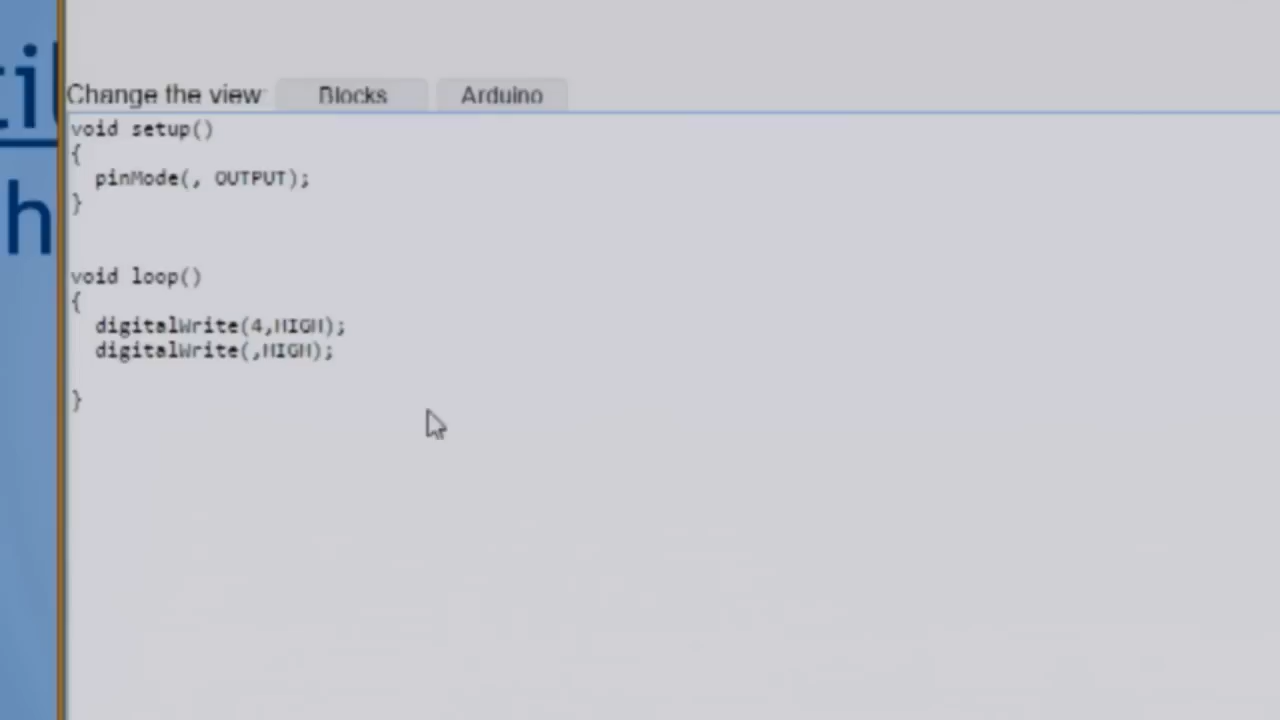 Change the view: Blocks Arduino
void setup()
{
  pinMode(, OUTPUT);
}
void loop()
{
  digitalWrite(4,HIGH);
  digitalWrite(,HIGH);
}
h